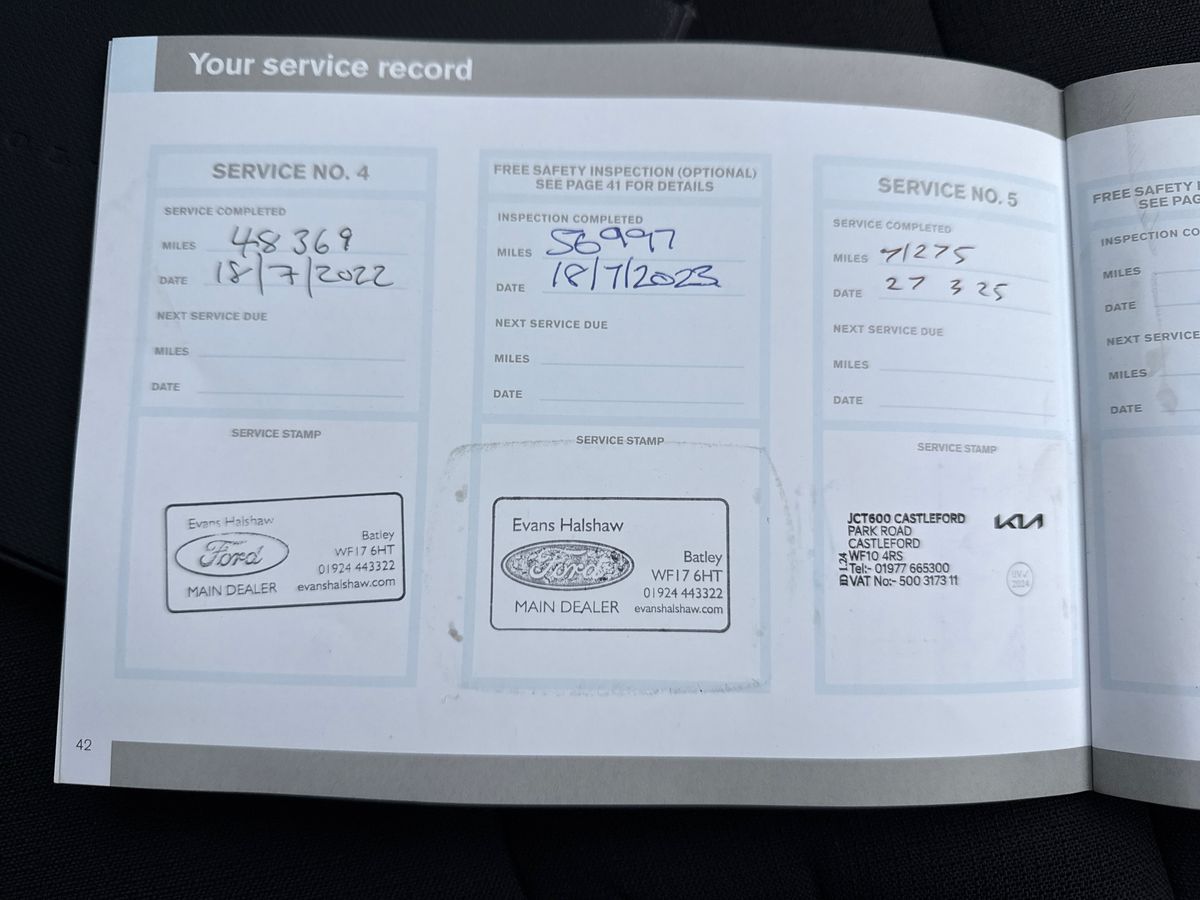 Your service record
SERVICE NO. 4
SERVICE COMPLETED
MILES 48369
DATE 18/7/2022
NEXT SERVICE DUE
MILES
DATE
SERVICE STAMP
Evans Halshaw
Ford
Batley
WF17 6HT
01924 443322
MAIN DEALER evanshalshaw.com
FREE SAFETY INSPECTION (OPTIONAL)
SEE PAGE 41 FOR DETAILS
INSPECTION COMPLETED
MILES 56997
DATE 18/7/2023
NEXT SERVICE DUE
MILES
DATE
SERVICE STAMP
Evans Halshaw
Ford
Batley
WF17 6HT
01924 443322
MAIN DEALER evanshalshaw.com
SERVICE NO. 5
SERVICE COMPLETED
MILES 71275
DATE 27 3 25
NEXT SERVICE DUE
MILES
DATE
SERVICE STAMP
JCT600 CASTLEFORD KIA
PARK ROAD
CASTLEFORD
WF10 4RS
Tel:- 01977 665300
VAT No:- 500 3173 11
ID 1.24
2024
FREE SAFETY I
SEE PAG
INSPECTION CO
MILES
DATE
NEXT SERVICE
MILES
DATE
42